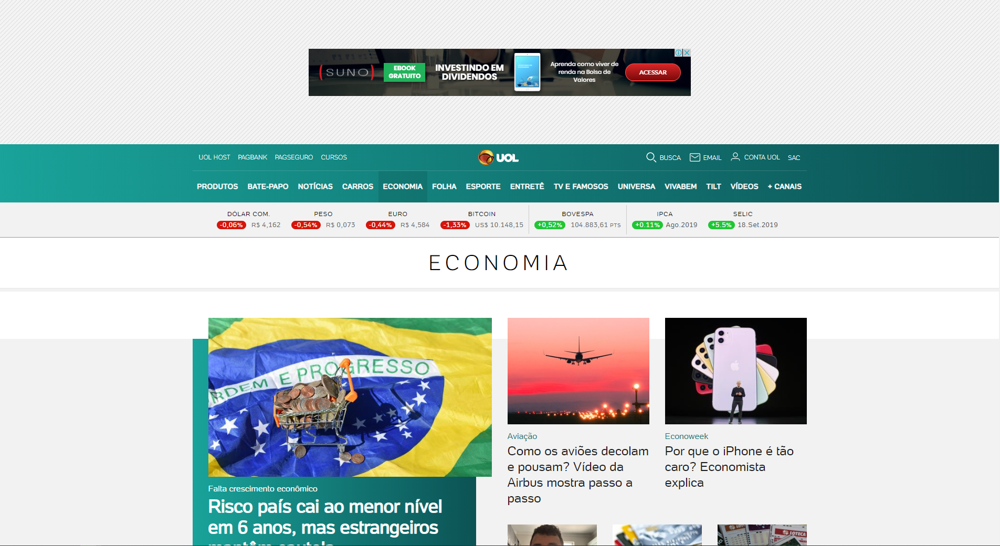 (SUNO)
EBOOK
GRATUITO
INVESTINDO EM
DIVIDENDOS
Aprenda como viver de
renda na Bolsa de
Valores
ACESSAR
UOL HOST PAGBANK PAGSEGURO CURSOS
UOL
BUSCA EMAIL CONTA UOL SAC
PRODUTOS BATE-PAPO NOTÍCIAS CARROS ECONOMIA FOLHA ESPORTE ENTRETÊ TV E FAMOSOS UNIVERSA VIVABEM TILT VÍDEOS + CANAIS
DÓLAR COM. PESO EURO BITCOIN BOVESPA IPCA SELIC
-0,06% R$ 4,162 -0,54% R$ 0,073 -0,44% R$ 4,584 -1,33% US$ 10.148,15 +0,52% 104.883,61 PTS +0.11% Ago.2019 +5.5% 18.Set.2019
ECONOMIA
RDEM E PROGRESSO
Aviação
Como os aviões decolam
e pousam? Vídeo da
Airbus mostra passo a
passo
Econoweek
Por que o iPhone é tão
caro? Economista
explica
Falta crescimento econômico
Risco país cai ao menor nível
em 6 anos, mas estrangeiros
mantêm cautela
LOTECA